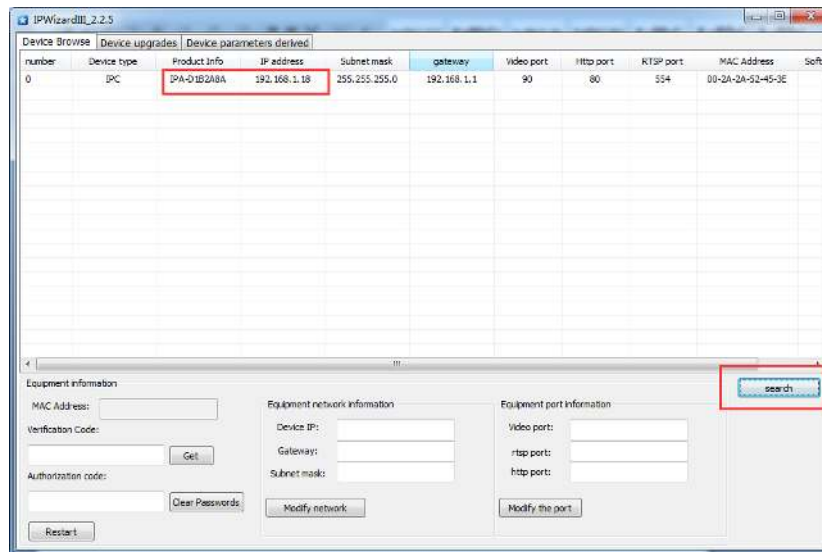 IPWizardIII_2.2.5
Device Browse Device upgrades Device parameters derived
number Device type Product Info IP address Subnet mask gateway Video port Http port RTSP port MAC Address Soft
0 IPC IPA-D1B2A8A 192.168.1.18 255.255.255.0 192.168.1.1 90 80 554 00-2A-2A-52-45-3E
search
Equipment information
MAC Address:
Verification Code:
Get
Authorization code:
Clear Passwords
Restart
Equipment network information
Device IP:
Gateway:
Subnet mask:
Modify network
Equipment port information
Video port:
rtsp port:
http port:
Modify the port